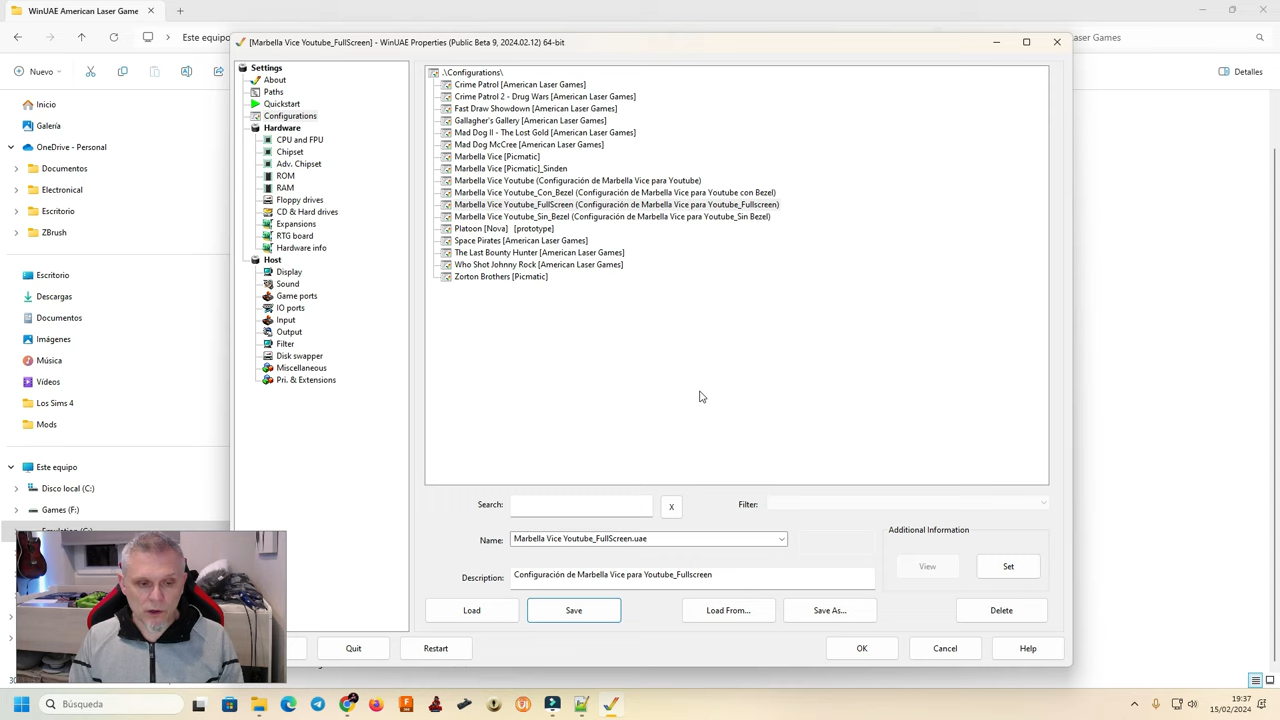 WinUAE American Laser Game
Este equipo
Laser Games
Nuevo
Detalles
Inicio
Galería
OneDrive - Personal
Documentos
Electronical
Escritorio
ZBrush
Escritorio
Descargas
Documentos
Imágenes
Música
Vídeos
Los Sims 4
Mods
Este equipo
Disco local (C:)
Games (F:)
[Marbella Vice Youtube_FullScreen] - WinUAE Properties (Public Beta 9, 2024.02.12) 64-bit
Settings
About
Paths
Quickstart
Configurations
Hardware
CPU and FPU
Chipset
Adv. Chipset
ROM
RAM
Floppy drives
CD & Hard drives
Expansions
RTG board
Hardware info
Host
Display
Sound
Game ports
IO ports
Input
Output
Filter
Disk swapper
Miscellaneous
Pri. & Extensions
.\Configurations\
Crime Patrol [American Laser Games]
Crime Patrol 2 - Drug Wars [American Laser Games]
Fast Draw Showdown [American Laser Games]
Gallagher's Gallery [American Laser Games]
Mad Dog II - The Lost Gold [American Laser Games]
Mad Dog McCree [American Laser Games]
Marbella Vice [Picmatic]
Marbella Vice [Picmatic]_Sinden
Marbella Vice Youtube (Configuración de Marbella Vice para Youtube)
Marbella Vice Youtube_Con_Bezel (Configuración de Marbella Vice para Youtube con Bezel)
Marbella Vice Youtube_FullScreen (Configuración de Marbella Vice para Youtube_Fullscreen)
Marbella Vice Youtube_Sin_Bezel (Configuración de Marbella Vice para Youtube_Sin Bezel)
Platoon [Nova] [prototype]
Space Pirates [American Laser Games]
The Last Bounty Hunter [American Laser Games]
Who Shot Johnny Rock [American Laser Games]
Zorton Brothers [Picmatic]
Search:
X
Filter:
Name:
Marbella Vice Youtube_FullScreen.uae
Additional Information
View
Set
Description:
Configuración de Marbella Vice para Youtube_Fullscreen
Load
Save
Load From...
Save As...
Delete
Quit
Restart
OK
Cancel
Help
Búsqueda
19:37
15/02/2024